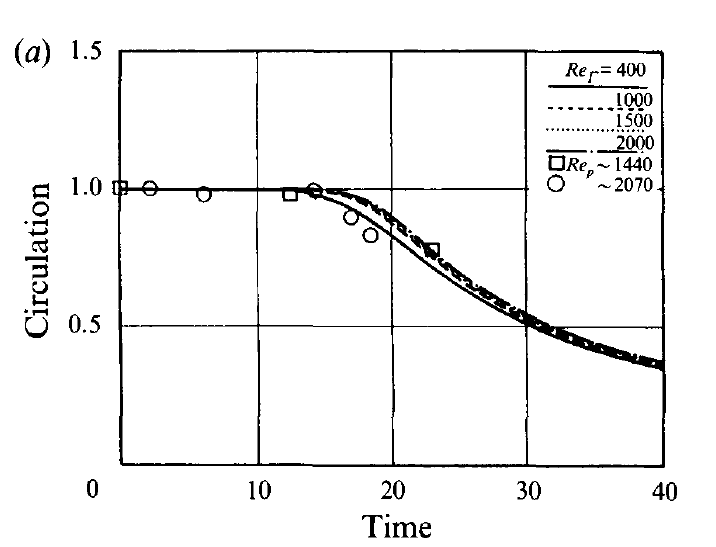 (a) 1.5
Re_Γ = 400
1000
1500
2000
Re_p ~ 1440
~ 2070
1.0
Circulation
0.5
0 10 20 30 40
Time